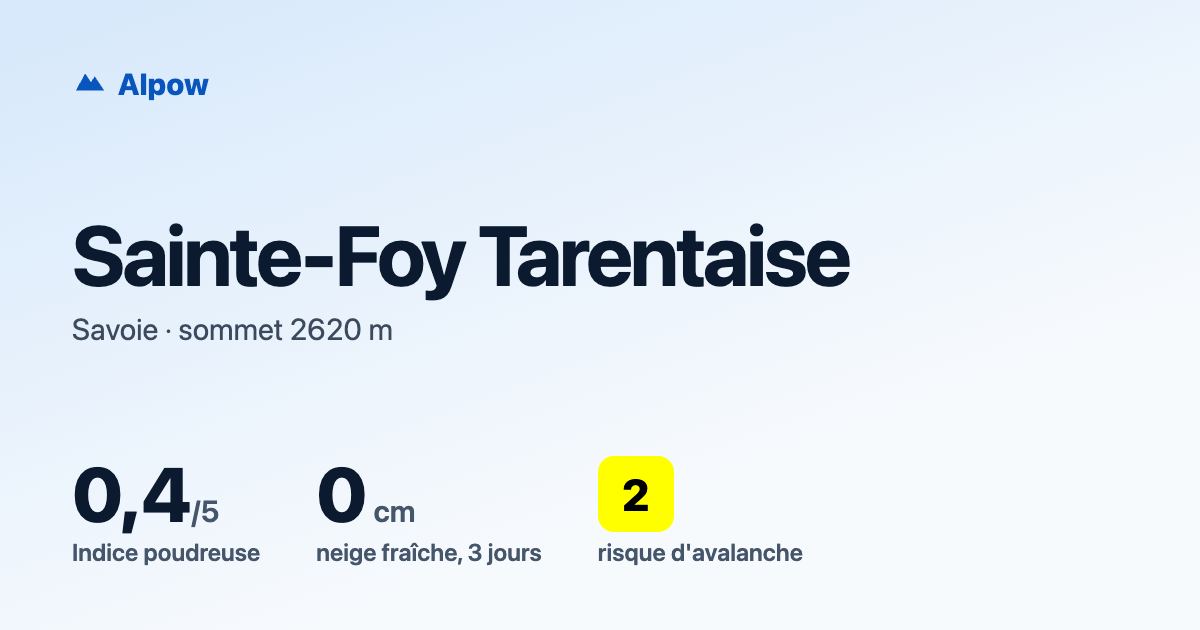 Alpow
Sainte-Foy Tarentaise
Savoie · sommet 2620 m
0,4/5
Indice poudreuse
0 cm
neige fraîche, 3 jours
2
risque d'avalanche